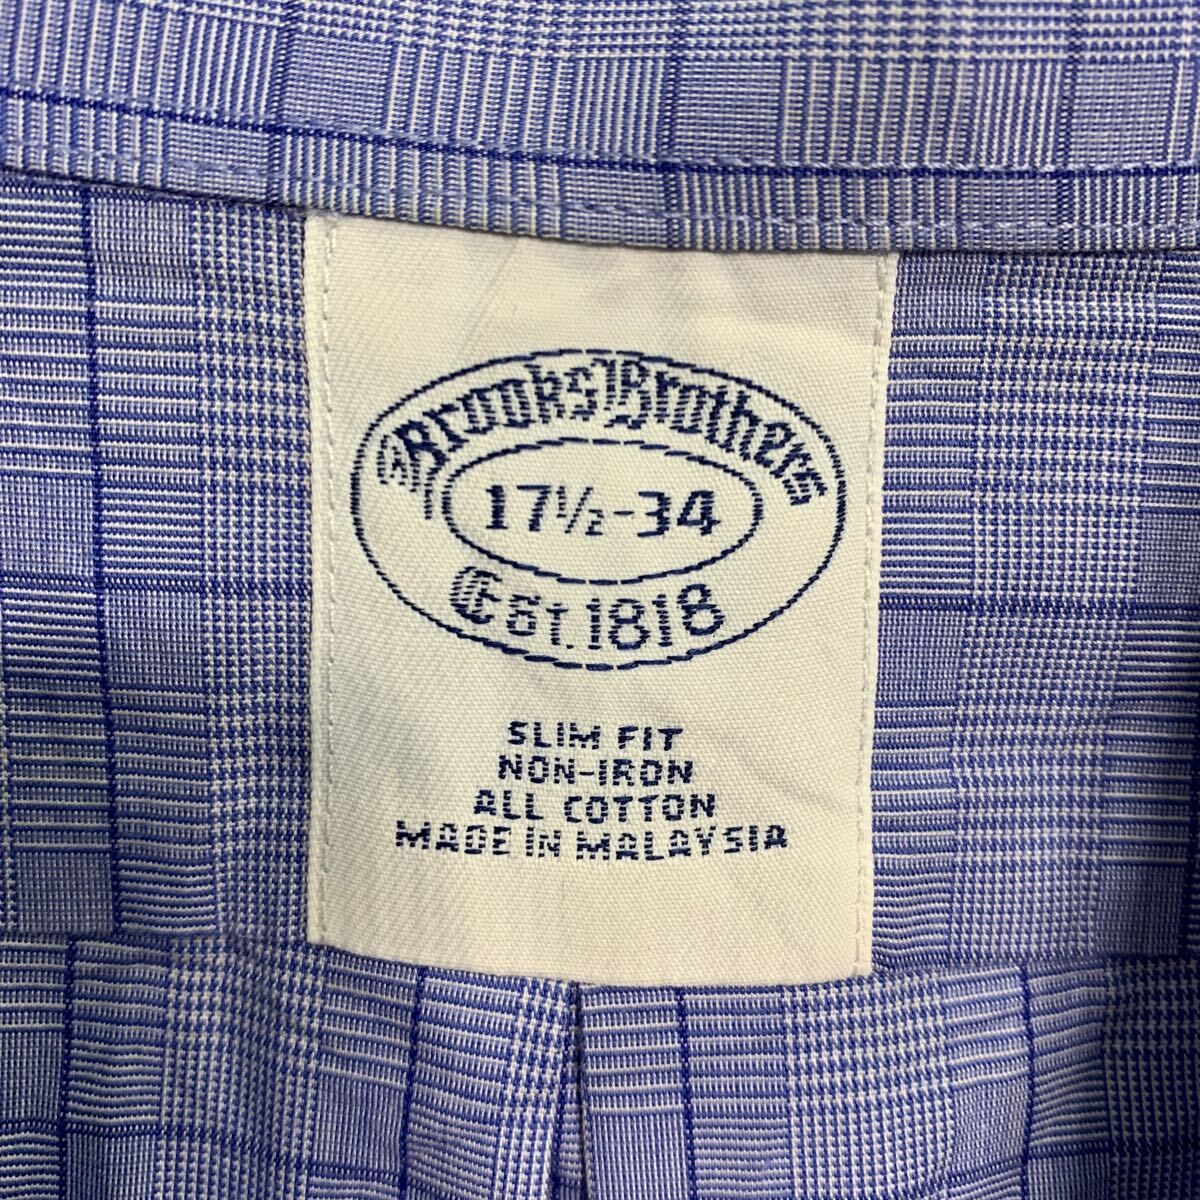 Brooks Brothers
17½-34
Est. 1818
SLIM FIT
NON-IRON
ALL COTTON
MADE IN MALAYSIA